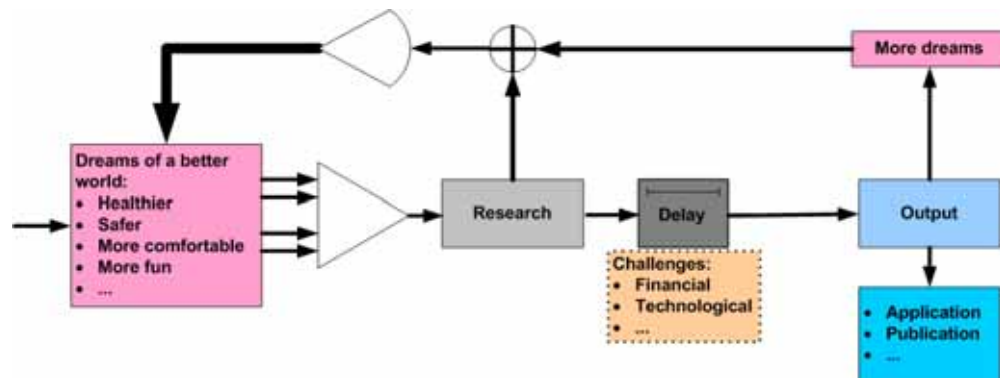 More dreams
Dreams of a better
world:
• Healthier
• Safer
• More comfortable
• More fun
• ...
Research
Delay
Output
Challenges:
• Financial
• Technological
• ...
• Application
• Publication
• ...